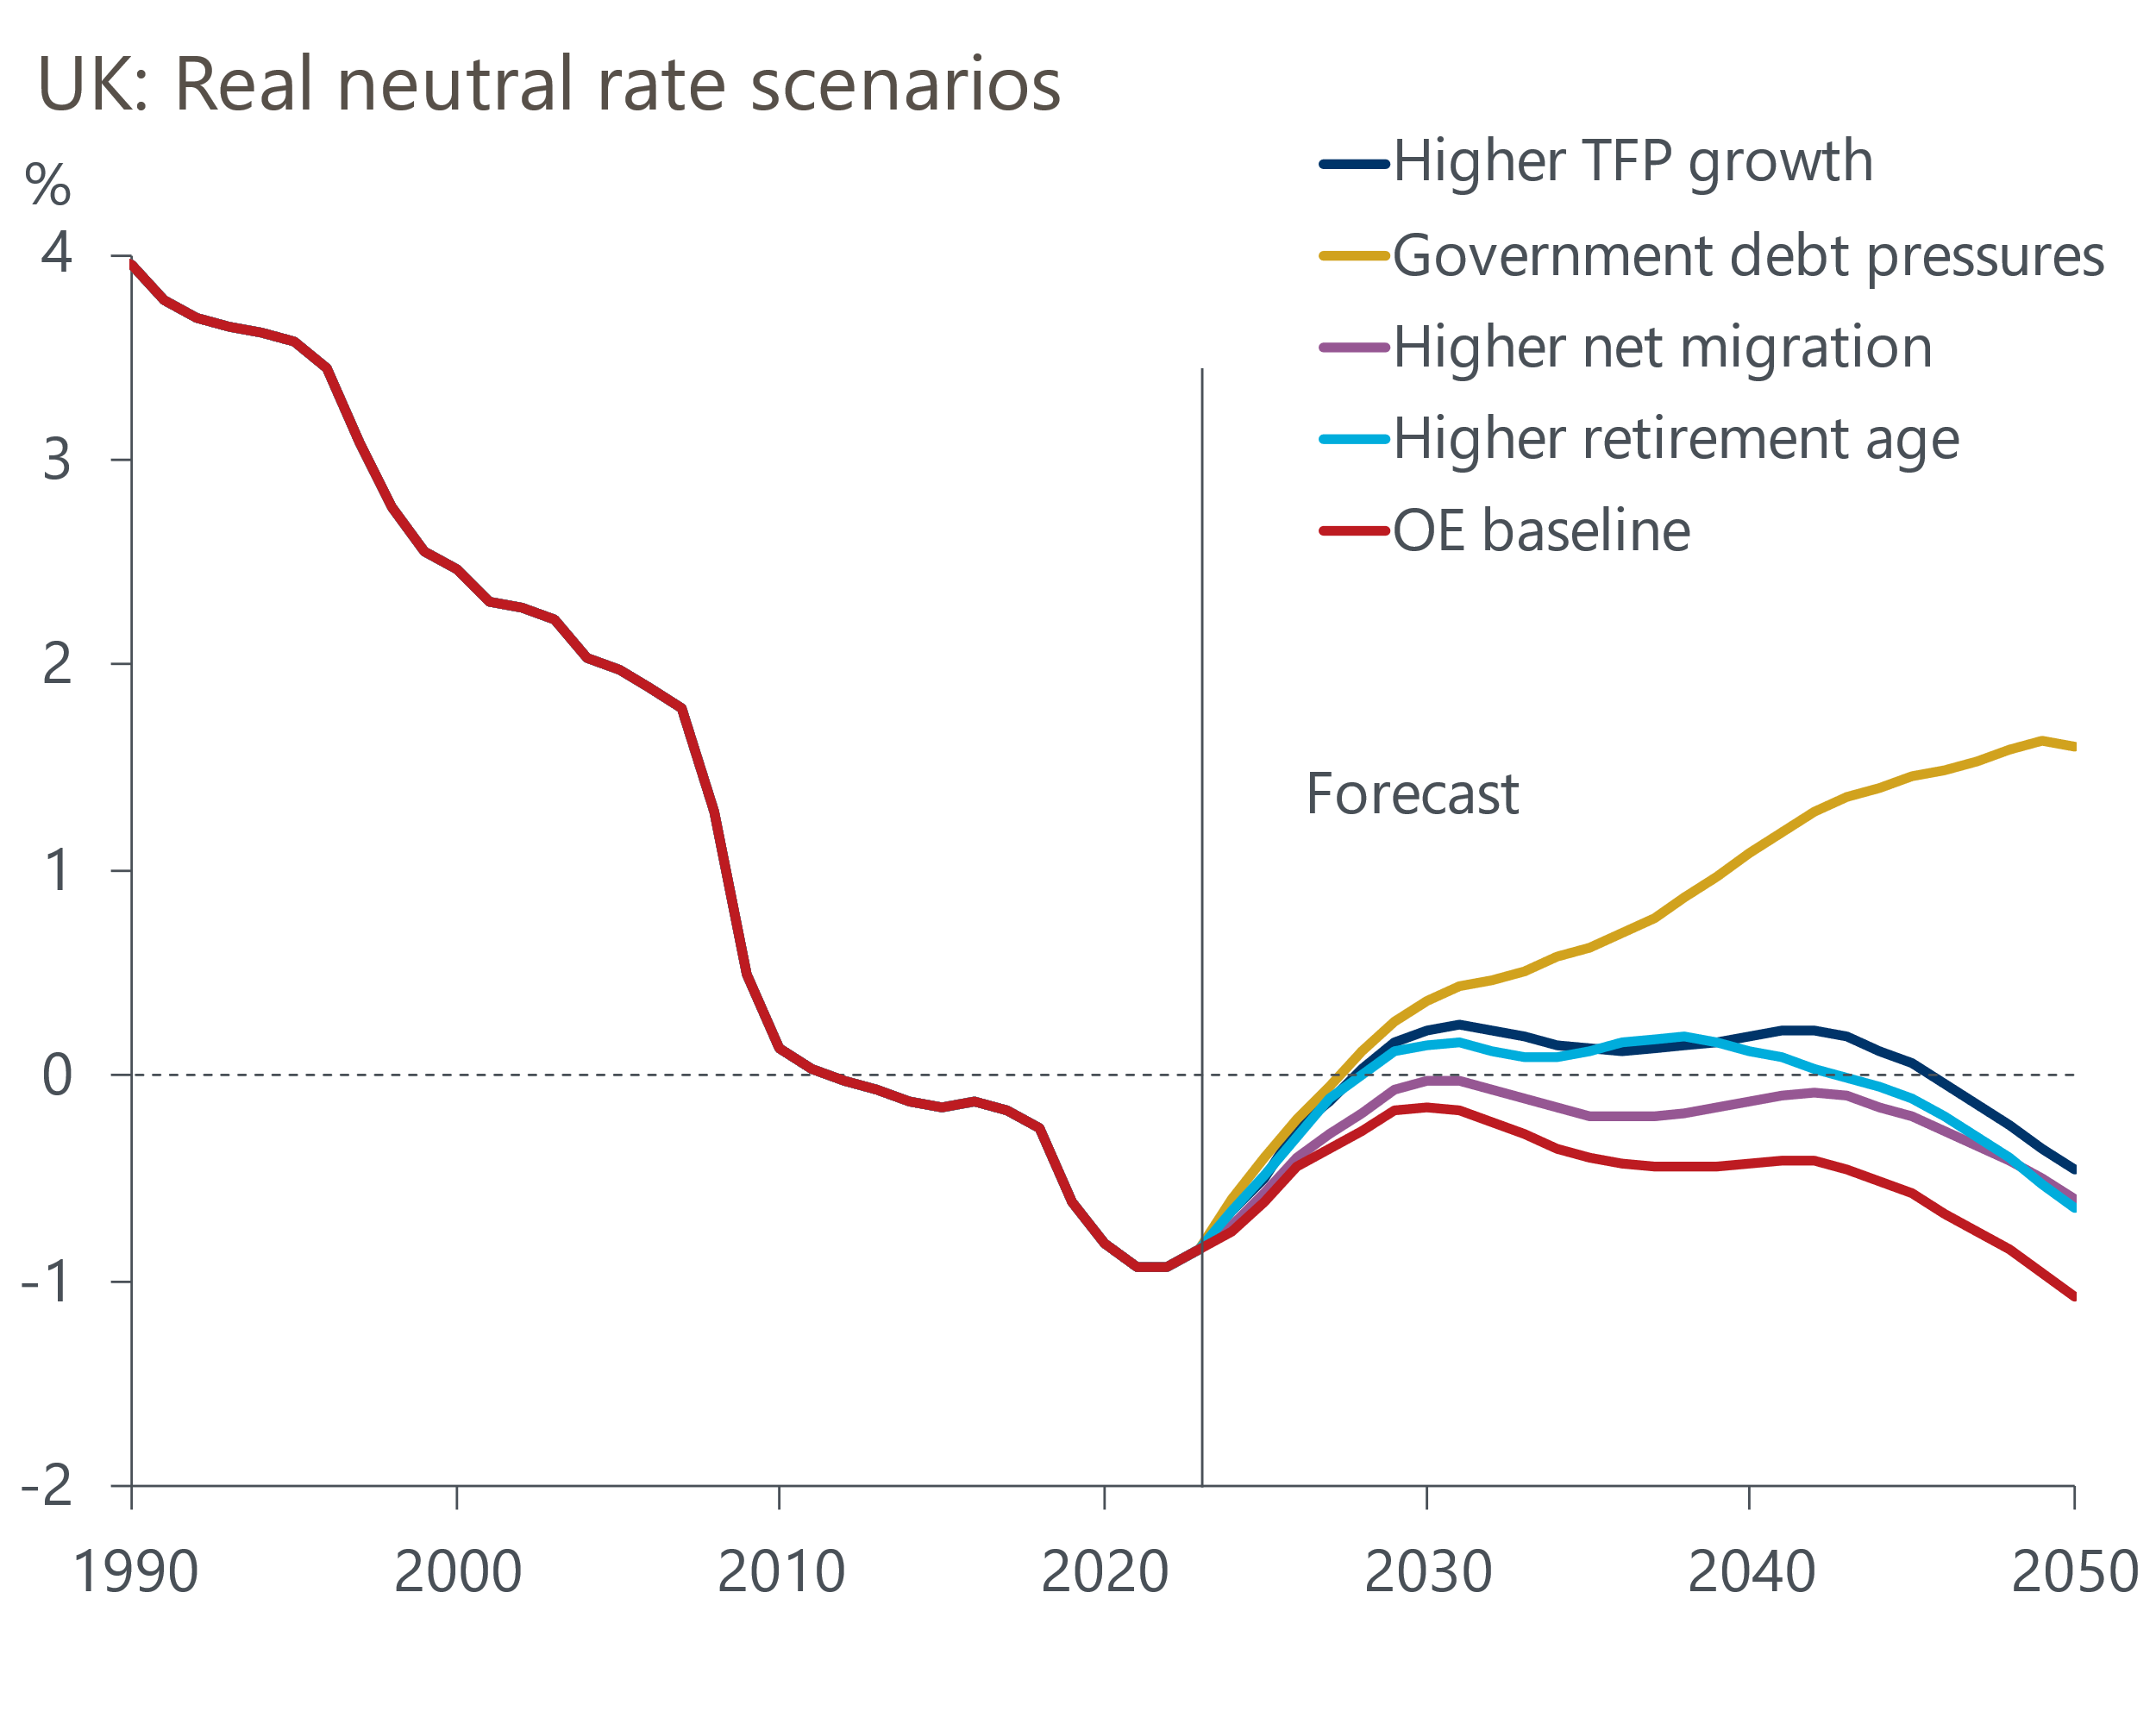 UK: Real neutral rate scenarios
%
Higher TFP growth
Government debt pressures
Higher net migration
Higher retirement age
OE baseline
4
3
2
1
0
-1
-2
Forecast
1990 2000 2010 2020 2030 2040 2050